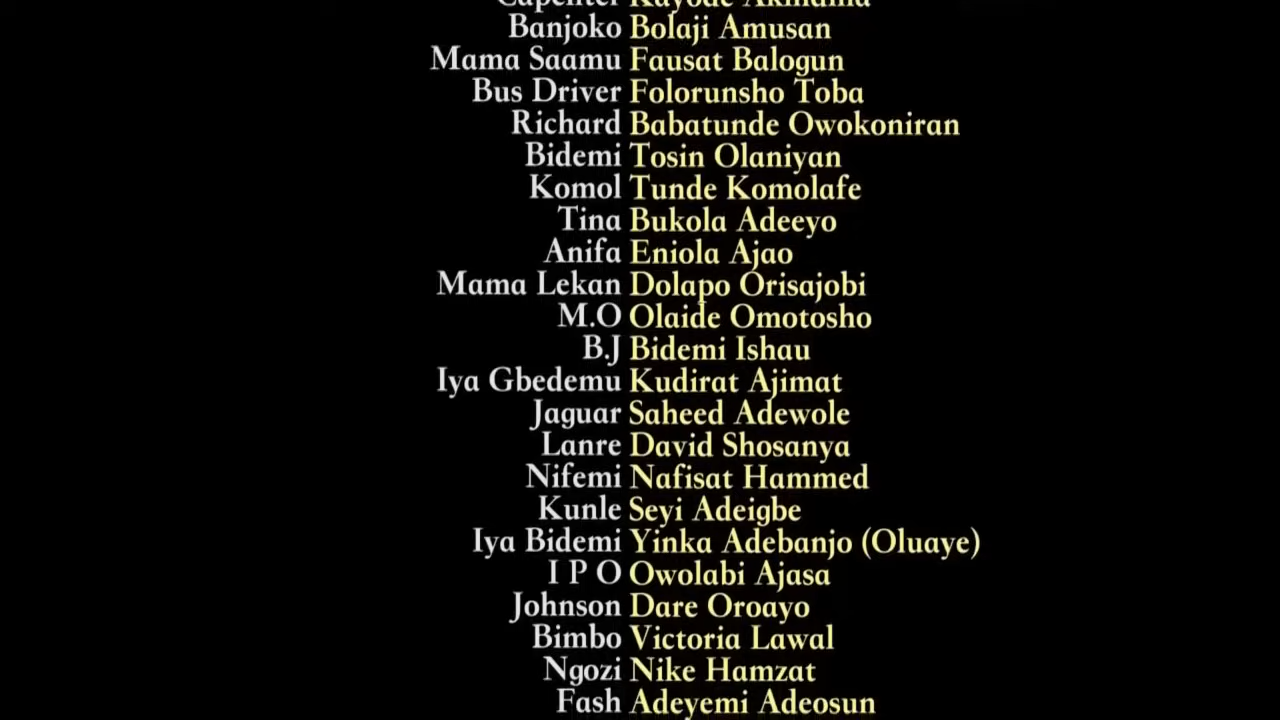 Capenter Kayode Akindina
Banjoko Bolaji Amusan
Mama Saamu Fausat Balogun
Bus Driver Folorunsho Toba
Richard Babatunde Owokoniran
Bidemi Tosin Olaniyan
Komol Tunde Komolafe
Tina Bukola Adeeyo
Anifa Eniola Ajao
Mama Lekan Dolapo Orisajobi
M.O Olaide Omotosho
B.J Bidemi Ishau
Iya Gbedemu Kudirat Ajimat
Jaguar Saheed Adewole
Lanre David Shosanya
Nifemi Nafisat Hammed
Kunle Seyi Adeigbe
Iya Bidemi Yinka Adebanjo (Oluaye)
I P O Owolabi Ajasa
Johnson Dare Oroayo
Bimbo Victoria Lawal
Ngozi Nike Hamzat
Fash Adeyemi Adeosun